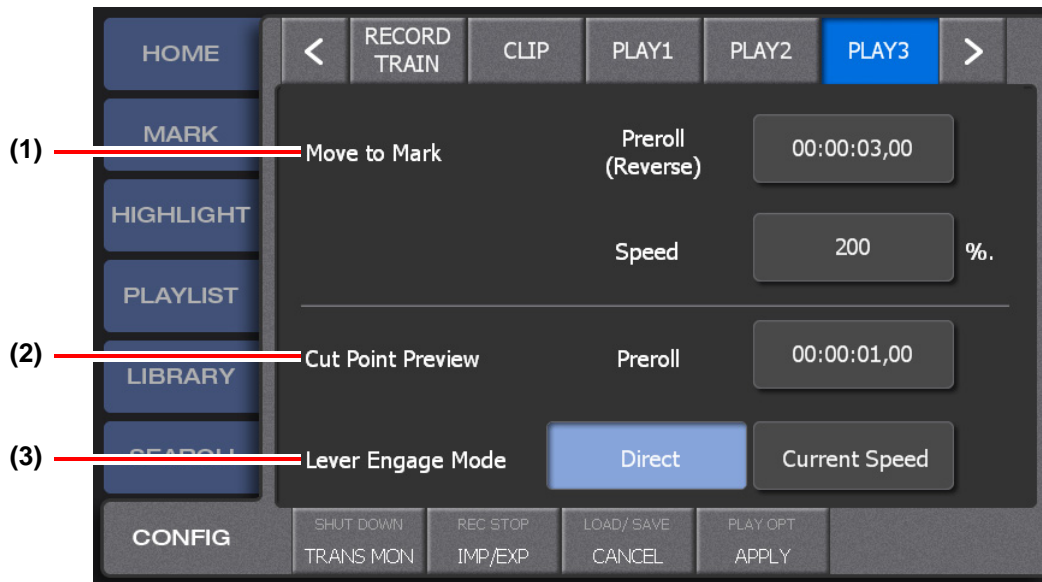 HOME
< RECORD TRAIN CLIP PLAY1 PLAY2 PLAY3 >
MARK
(1)
Move to Mark Preroll (Reverse) 00:00:03,00
HIGHLIGHT
Speed 200 %.
PLAYLIST
(2)
Cut Point Preview Preroll 00:00:01,00
LIBRARY
(3)
Lever Engage Mode Direct Current Speed
CONFIG
SHUT DOWN REC STOP LOAD/ SAVE PLAY OPT
TRANS MON IMP/EXP CANCEL APPLY